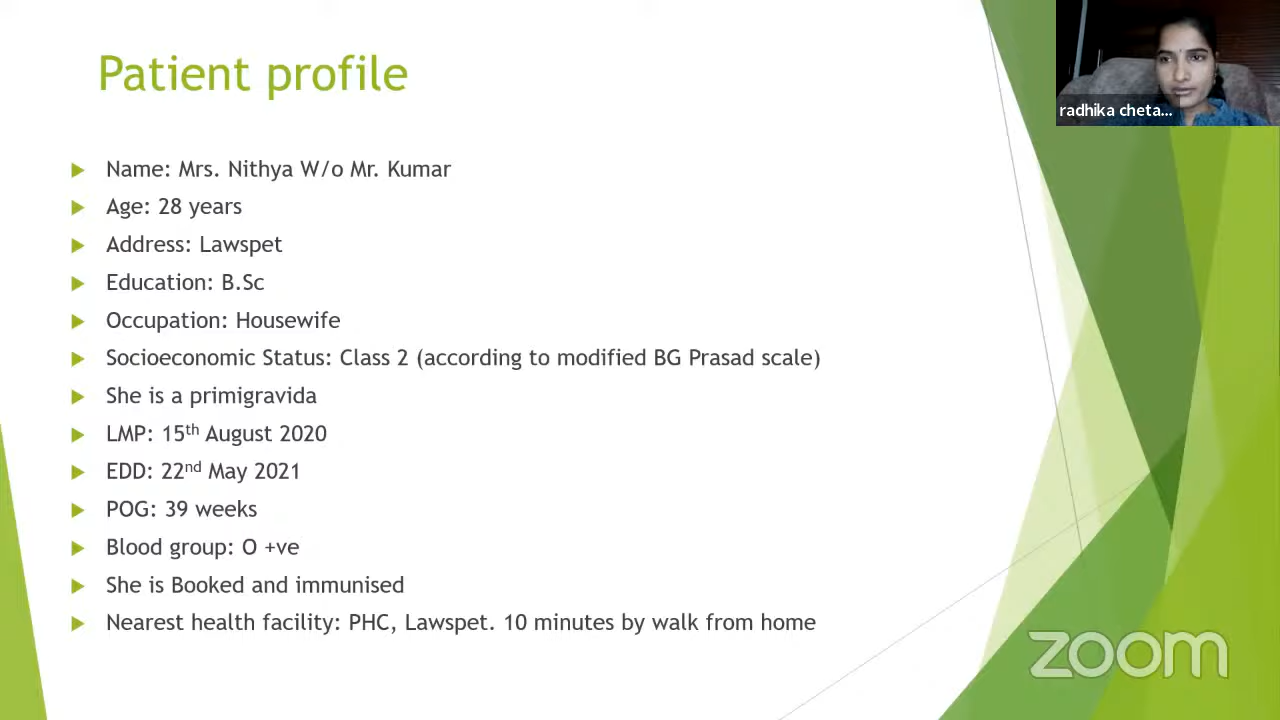 Patient profile
radhika cheta...
Name: Mrs. Nithya W/o Mr. Kumar
Age: 28 years
Address: Lawspet
Education: B.Sc
Occupation: Housewife
Socioeconomic Status: Class 2 (according to modified BG Prasad scale)
She is a primigravida
LMP: 15th August 2020
EDD: 22nd May 2021
POG: 39 weeks
Blood group: O +ve
She is Booked and immunised
Nearest health facility: PHC, Lawspet. 10 minutes by walk from home
zoom